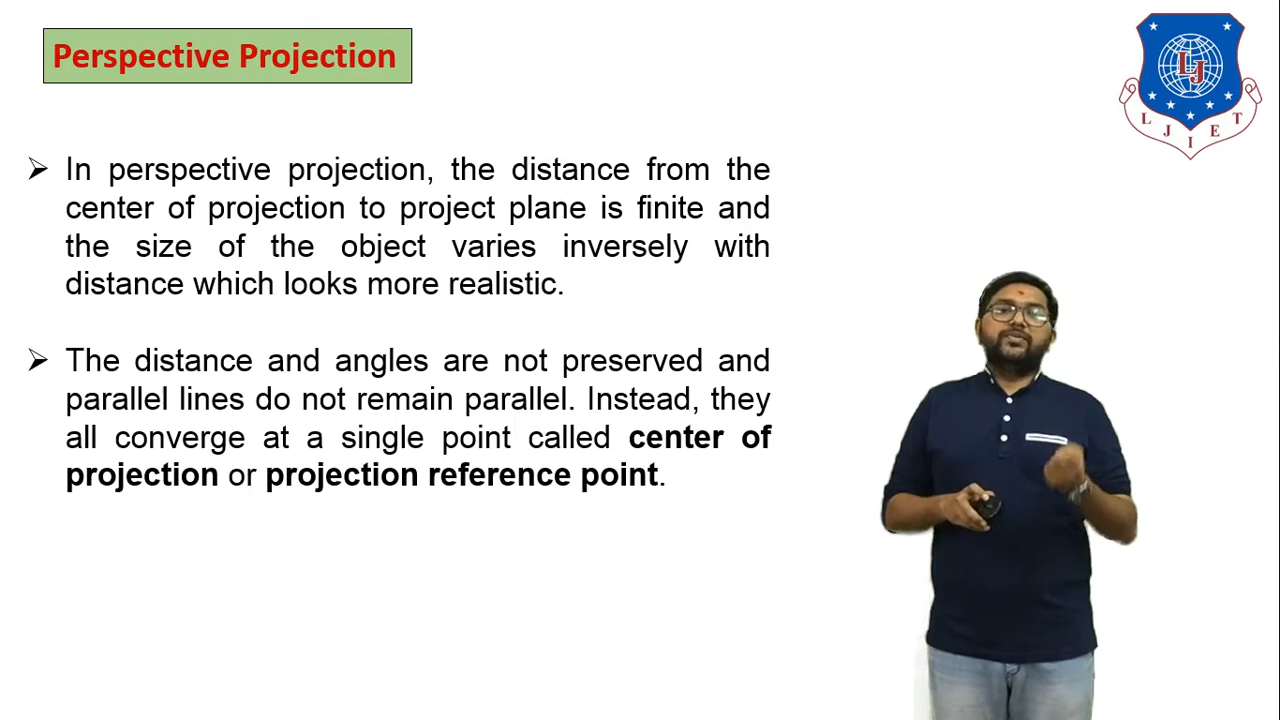 Perspective Projection
LJ
L J I E T
➢ In perspective projection, the distance from the
center of projection to project plane is finite and
the size of the object varies inversely with
distance which looks more realistic.
➢ The distance and angles are not preserved and
parallel lines do not remain parallel. Instead, they
all converge at a single point called center of
projection or projection reference point.